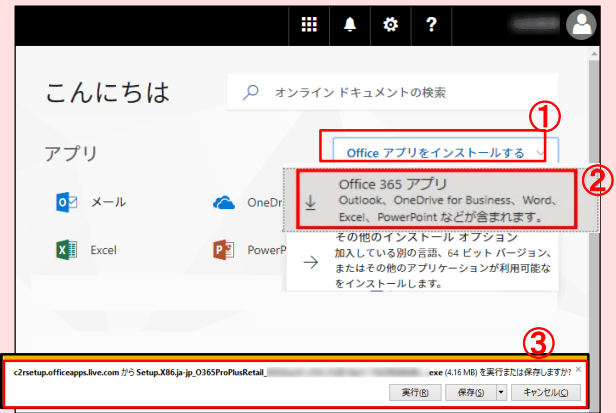 ?
こんにちは
オンライン ドキュメントの検索
①
アプリ
Office アプリをインストールする
②
Office 365 アプリ
Outlook、OneDrive for Business、Word、
Excel、PowerPoint などが含まれます。
メール
OneDr
Excel
PowerP
その他のインストール オプション
加入している別の言語、64 ビット バージョン、
またはその他のアプリケーションが利用可能な
をインストールします。
③
c2rsetup.officeapps.live.com から Setup.X86.ja-jp_O365ProPlusRetail_ .exe (4.16 MB) を実行または保存しますか? ×
実行(R) 保存(S) キャンセル(C)